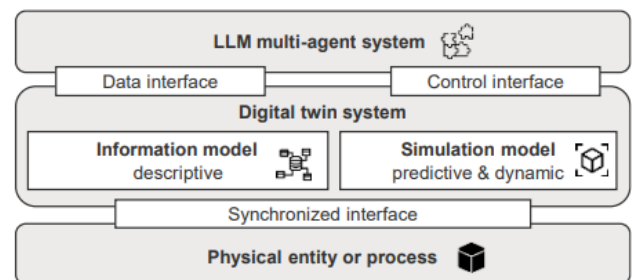 LLM multi-agent system
Data interface
Control interface
Digital twin system
Information model
descriptive
Simulation model
predictive & dynamic
Synchronized interface
Physical entity or process